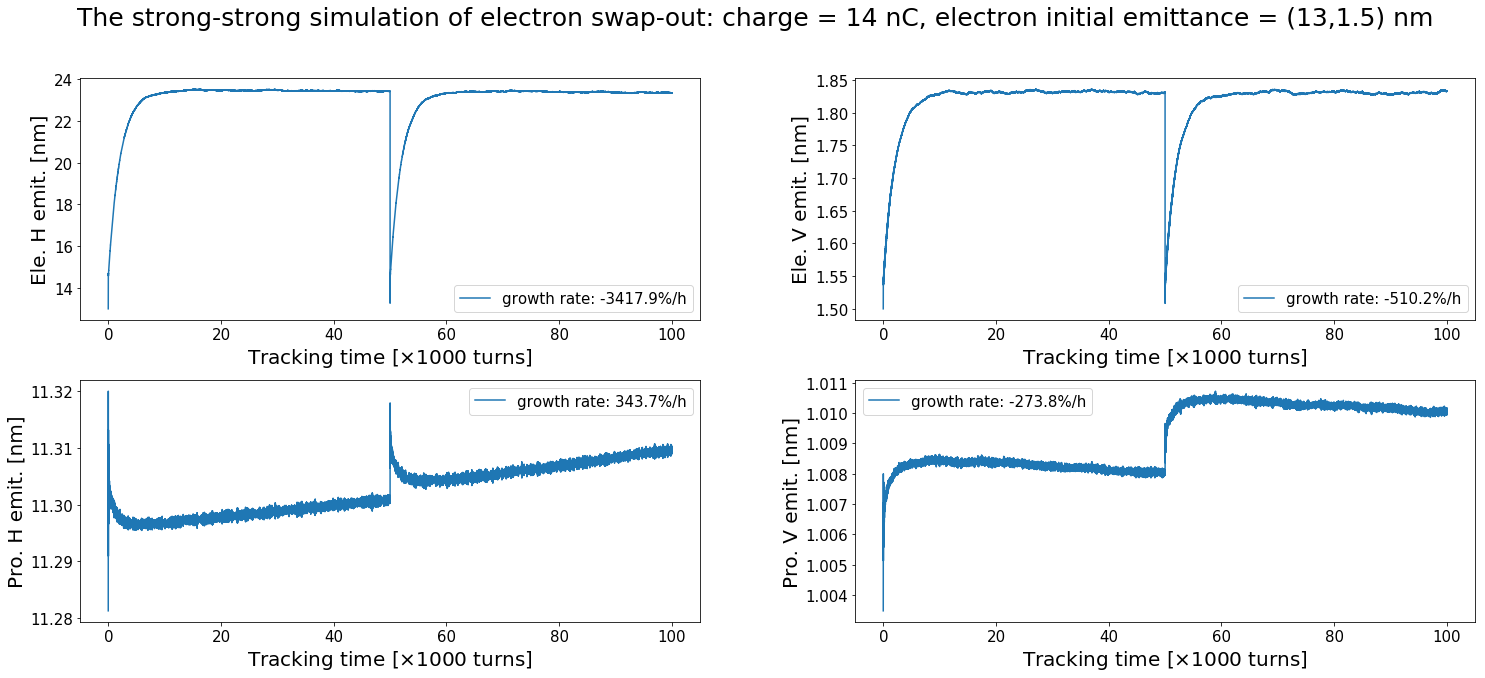 The strong-strong simulation of electron swap-out: charge = 14 nC, electron initial emittance = (13,1.5) nm
Ele. H emit. [nm]
24
22
20
18
16
14
growth rate: -3417.9%/h
0 20 40 60 80 100
Tracking time [×1000 turns]
Ele. V emit. [nm]
1.85
1.80
1.75
1.70
1.65
1.60
1.55
1.50
growth rate: -510.2%/h
0 20 40 60 80 100
Tracking time [×1000 turns]
Pro. H emit. [nm]
11.32
11.31
11.30
11.29
11.28
growth rate: 343.7%/h
0 20 40 60 80 100
Tracking time [×1000 turns]
Pro. V emit. [nm]
1.011
1.010
1.009
1.008
1.007
1.006
1.005
1.004
growth rate: -273.8%/h
0 20 40 60 80 100
Tracking time [×1000 turns]